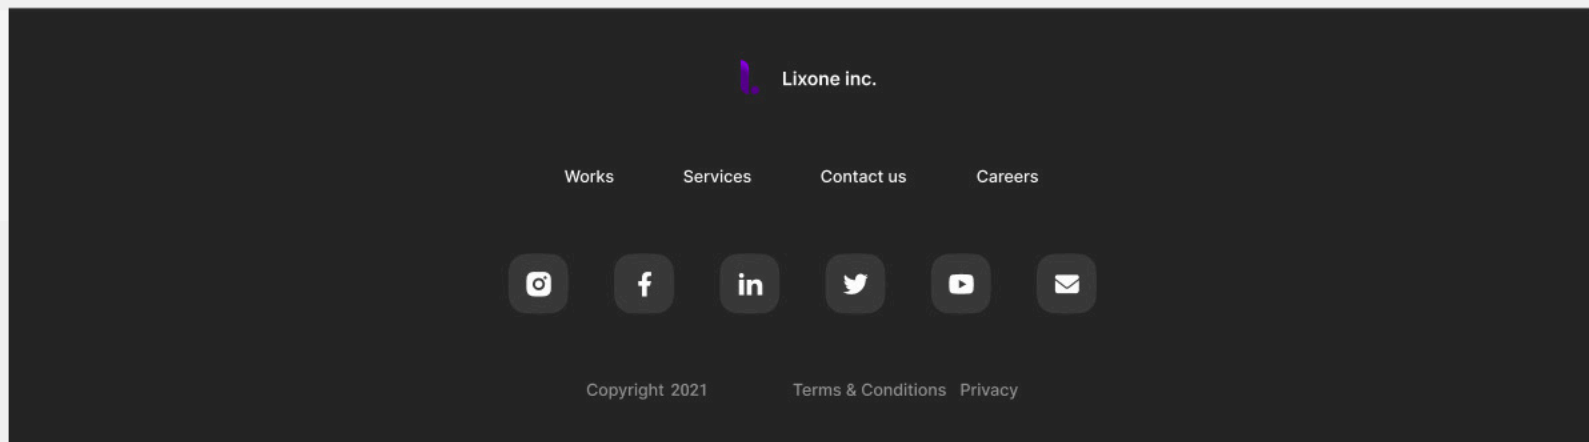 Lixone inc.
Works Services Contact us Careers
Copyright 2021 Terms & Conditions Privacy